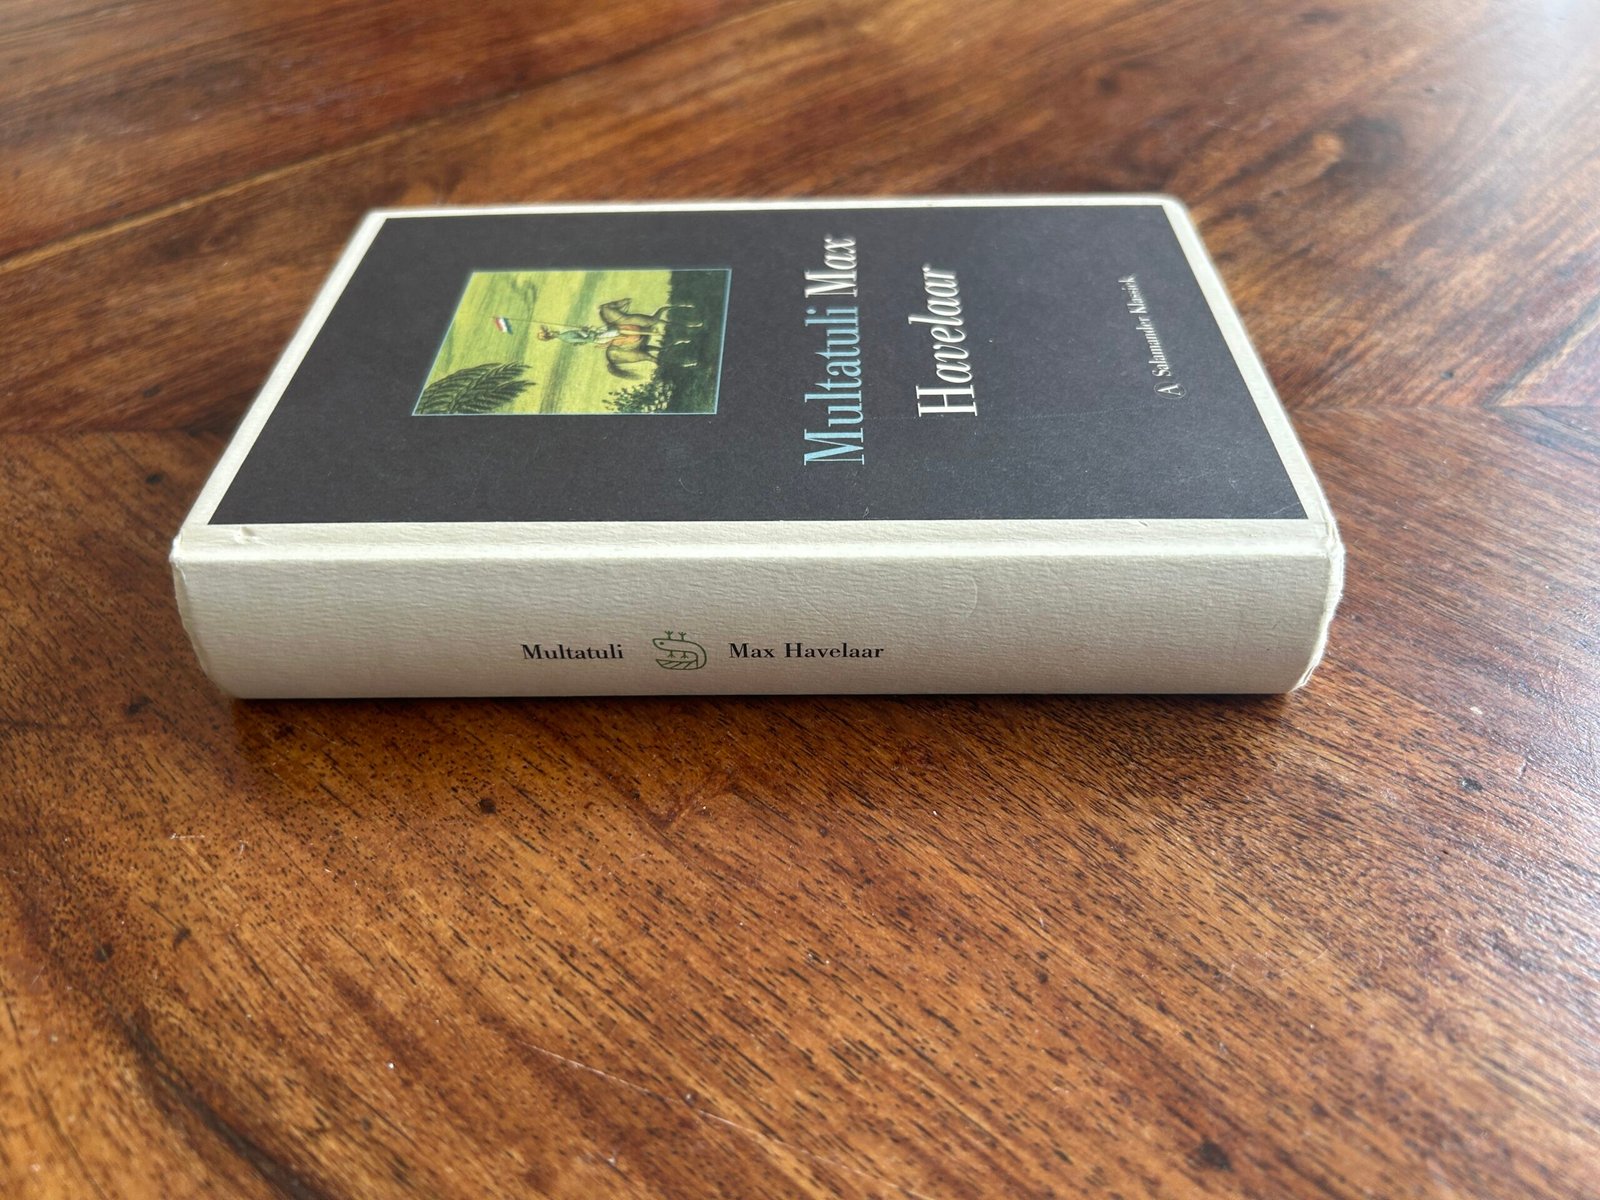 Multatuli Max
Havelaar
A Salamander Klassiek
Multatuli Max Havelaar